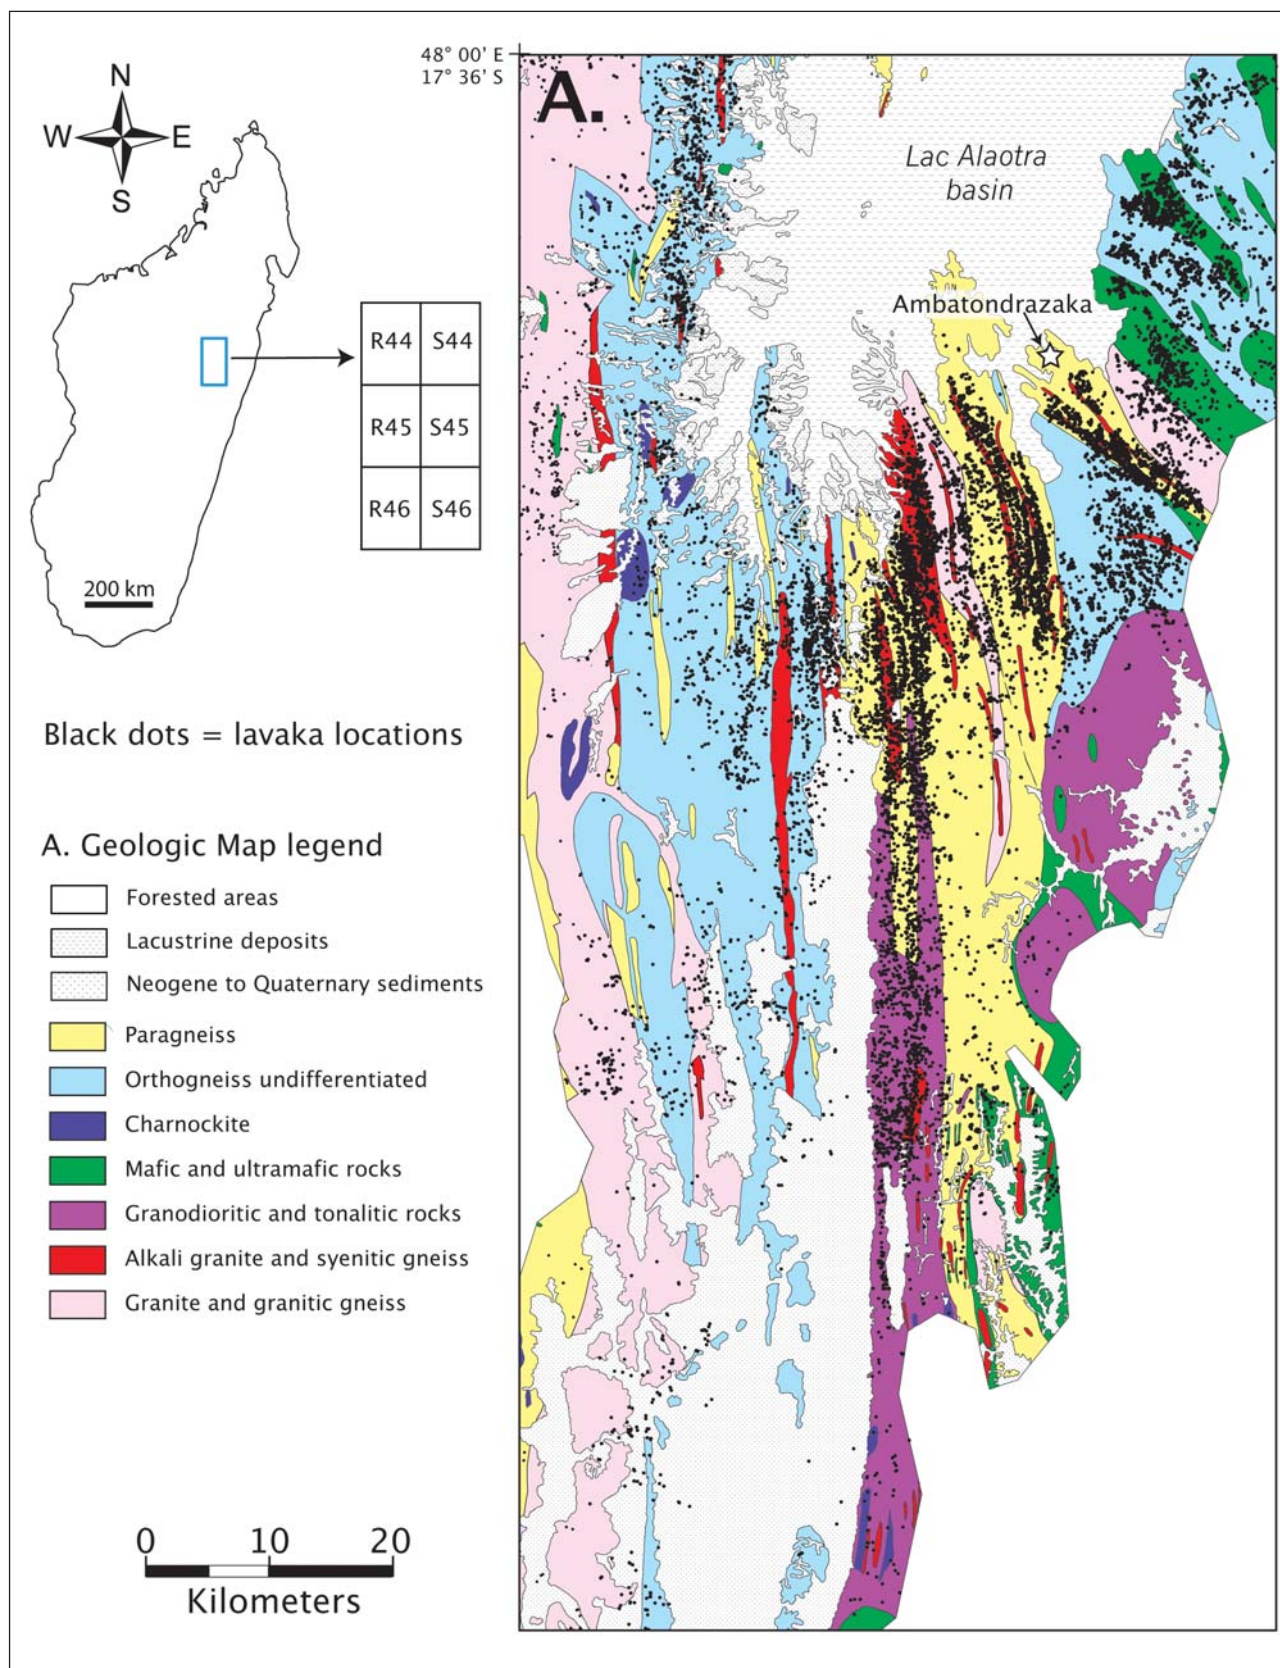 N
W E
S
200 km
R44 S44
R45 S45
R46 S46
Black dots = lavaka locations
A. Geologic Map legend
Forested areas
Lacustrine deposits
Neogene to Quaternary sediments
Paragneiss
Orthogneiss undifferentiated
Charnockite
Mafic and ultramafic rocks
Granodioritic and tonalitic rocks
Alkali granite and syenitic gneiss
Granite and granitic gneiss
0 10 20
Kilometers
48° 00' E
17° 36' S
A.
Lac Alaotra
basin
Ambatondrazaka